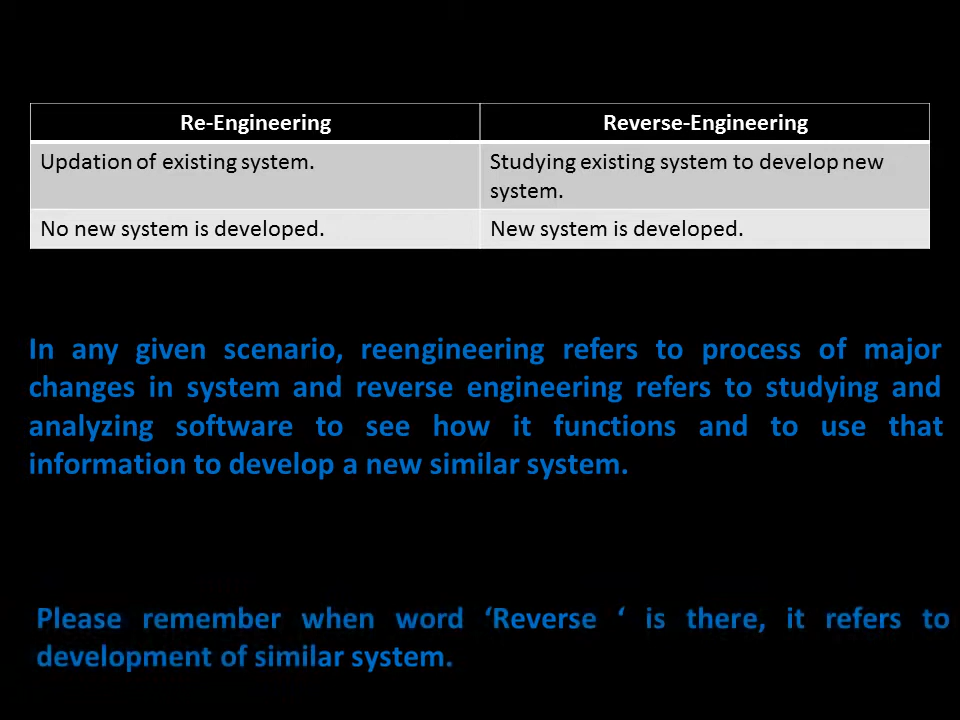 Re-Engineering Reverse-Engineering
Updation of existing system. Studying existing system to develop new
system.
No new system is developed. New system is developed.
In any given scenario, reengineering refers to process of major
changes in system and reverse engineering refers to studying and
analyzing software to see how it functions and to use that
information to develop a new similar system.
Please remember when word ‘Reverse ‘ is there, it refers to
development of similar system.